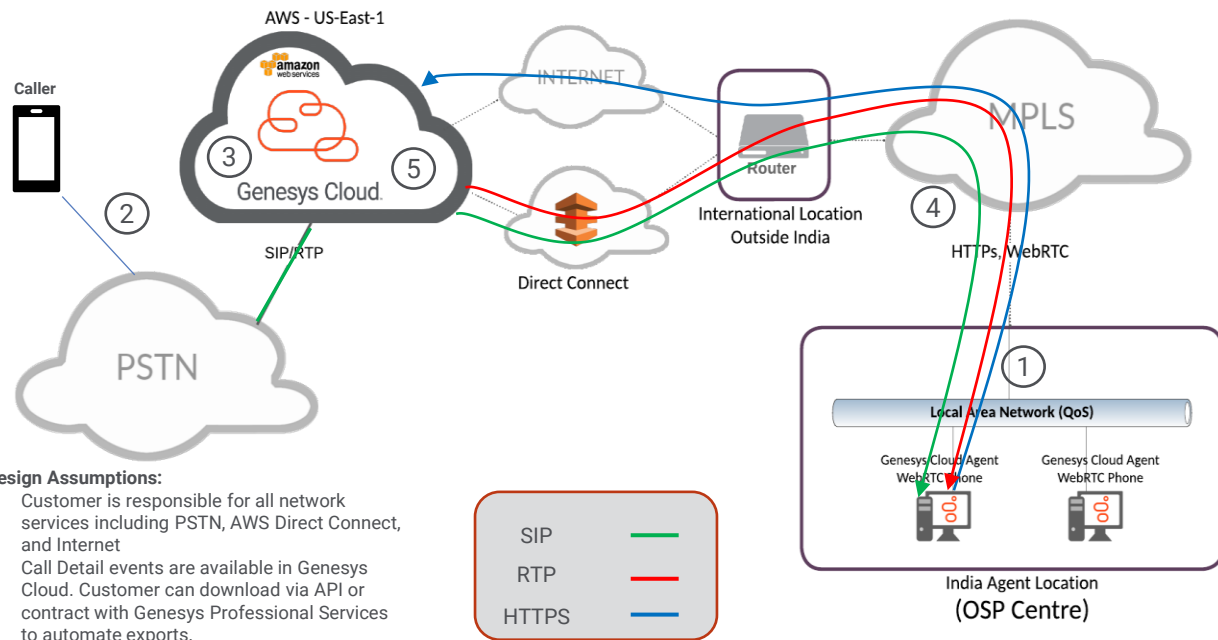 AWS - US-East-1
amazon
web services
INTERNET
Caller
MPLS
3
5
Genesys Cloud
Router
2
4
International Location
Outside India
SIP/RTP
HTTPs, WebRTC
Direct Connect
PSTN
1
Local Area Network (QoS)
Genesys Cloud Agent
WebRTC Phone
Genesys Cloud Agent
WebRTC Phone
esign Assumptions:
Customer is responsible for all network
services including PSTN, AWS Direct Connect,
and Internet
Call Detail events are available in Genesys
Cloud. Customer can download via API or
contract with Genesys Professional Services
to automate exports.
SIP
RTP
HTTPS
India Agent Location
(OSP Centre)